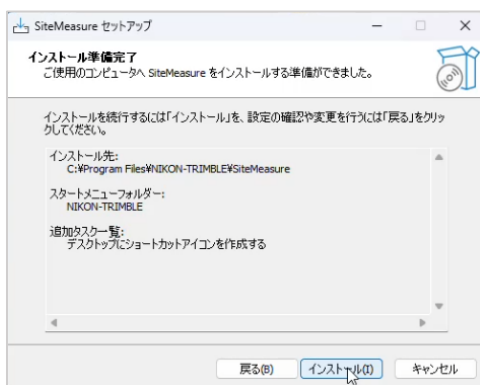 SiteMeasure セットアップ
インストール準備完了
ご使用のコンピュータへ SiteMeasure をインストールする準備ができました。
インストールを続行するには「インストール」を、設定の確認や変更を行うには「戻る」をクリッ
クしてください。
インストール先:
C:¥Program Files¥NIKON-TRIMBLE¥SiteMeasure
スタートメニューフォルダー:
NIKON-TRIMBLE
追加タスク一覧:
デスクトップにショートカットアイコンを作成する
戻る(B)
インストール(I)
キャンセル